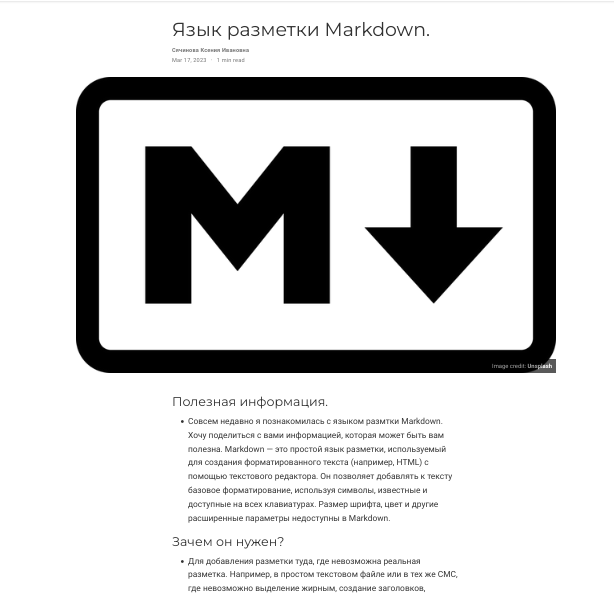 Язык разметки Markdown.
Сячинова Ксения Ивановна
Mar 17, 2023 · 1 min read
M
Image credit: Unsplash
Полезная информация.
• Совсем недавно я познакомилась с языком размтки Markdown.
Хочу поделиться с вами информацией, которая может быть вам
полезна. Markdown — это простой язык разметки, используемый
для создания форматированного текста (например, HTML) с
помощью текстового редактора. Он позволяет добавлять к тексту
базовое форматирование, используя символы, известные и
доступные на всех клавиатурах. Размер шрифта, цвет и другие
расширенные параметры недоступны в Markdown.
Зачем он нужен?
• Для добавления разметки туда, где невозможна реальная
разметка. Например, в простом текстовом файле или в тех же СМС,
где невозможно выделение жирным, создание заголовков,